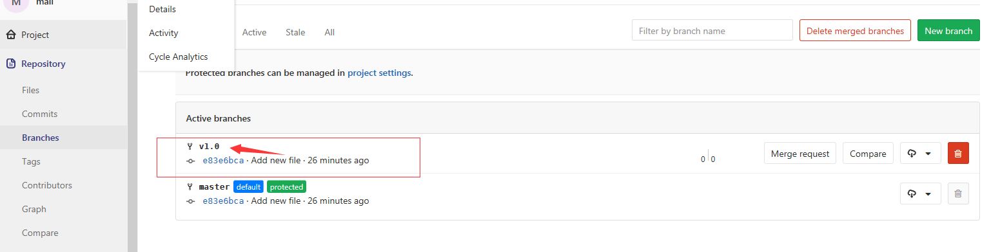 M mall
Project
Repository
Files
Commits
Branches
Tags
Contributors
Graph
Compare
Details
Activity
Cycle Analytics
Active Stale All
Filter by branch name
Delete merged branches
New branch
Protected branches can be managed in project settings.
Active branches
v1.0
e83e6bca · Add new file · 26 minutes ago
0 0
Merge request
Compare
master default protected
e83e6bca · Add new file · 26 minutes ago